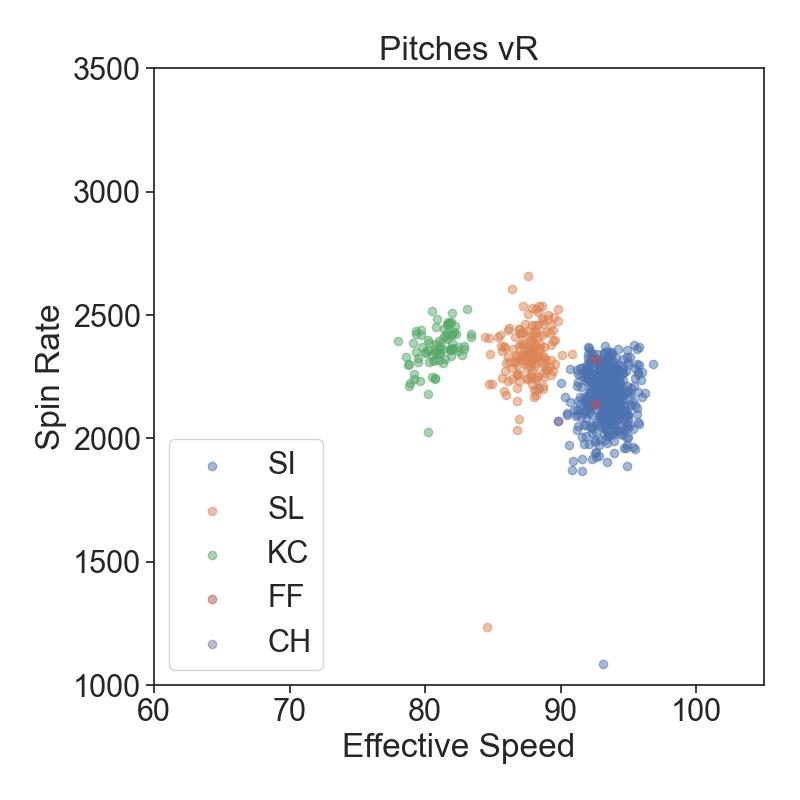 Pitches vR
3500
3000
2500
2000
1500
1000
Spin Rate
SI
SL
KC
FF
CH
60 70 80 90 100
Effective Speed